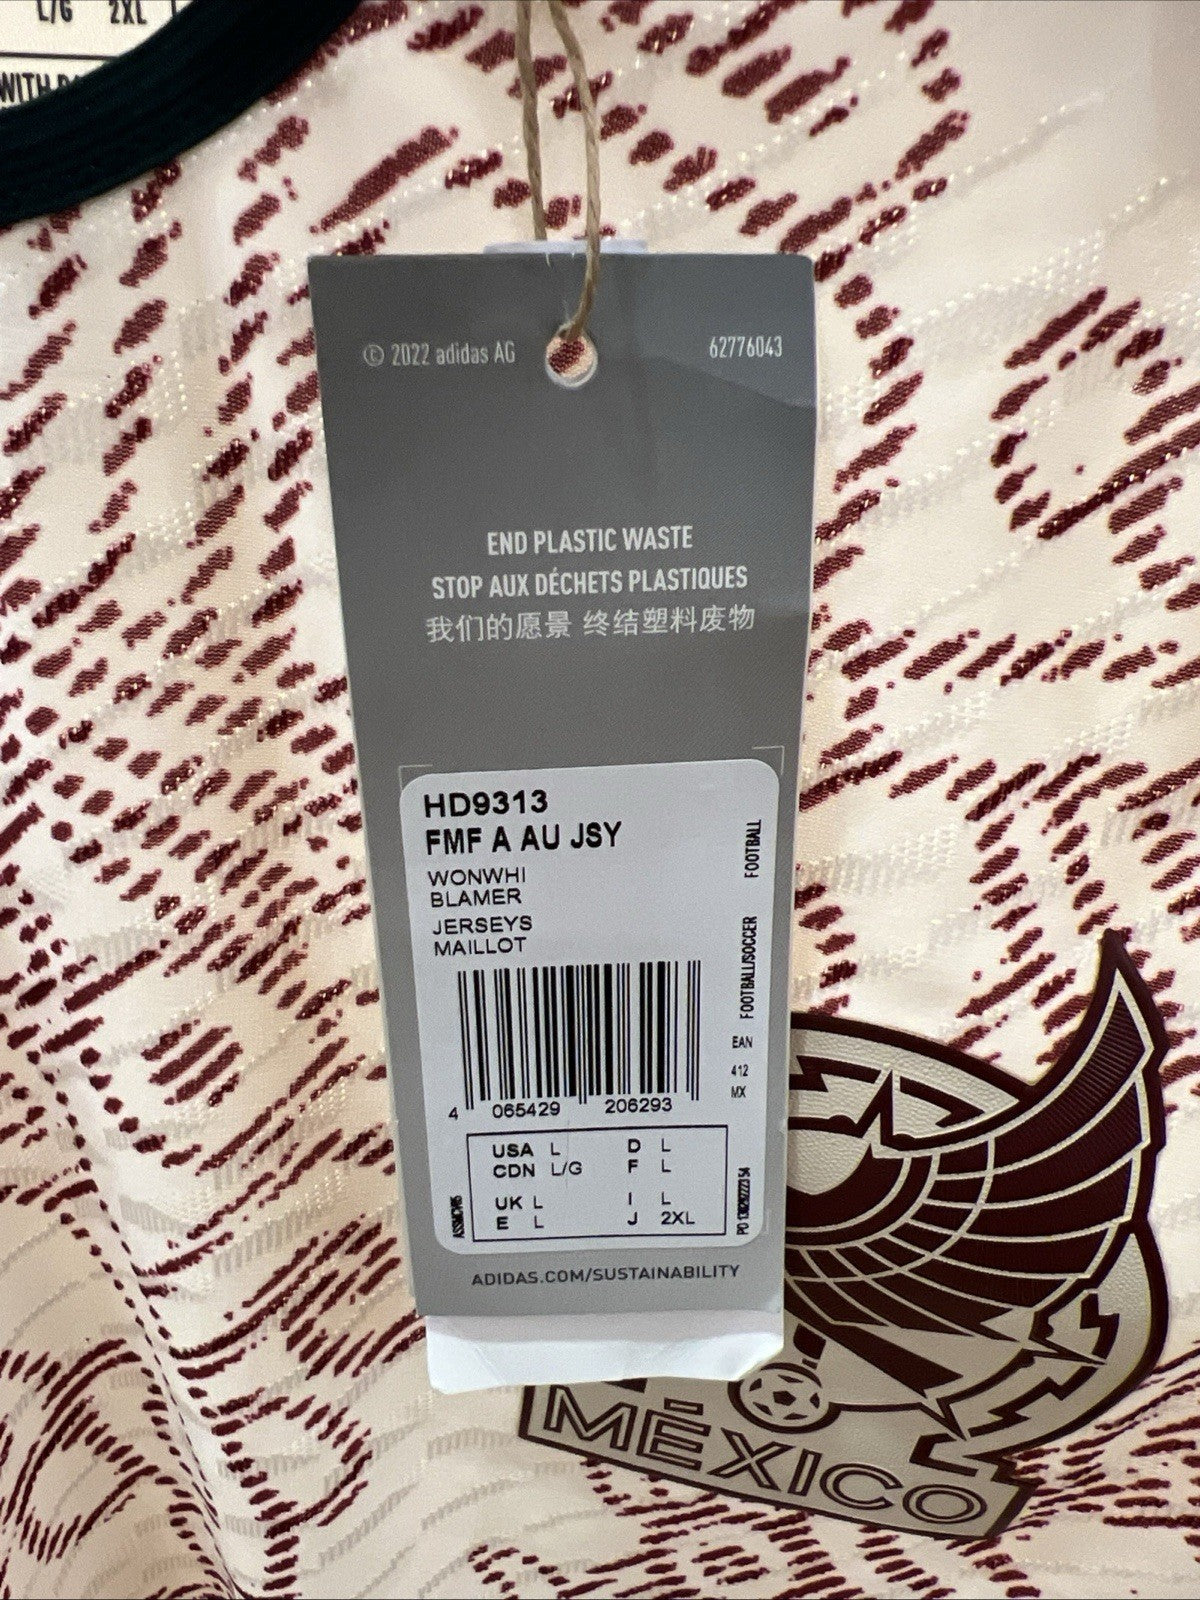 L/G 2XL
WITH
© 2022 adidas AG
62776043
END PLASTIC WASTE
STOP AUX DÉCHETS PLASTIQUES
我们的愿景 终结塑料废物
HD9313
FMF A AU JSY
WONWHI
BLAMER
JERSEYS
MAILLOT
FOOTBALL
FOOTBALL/SOCCER
EAN
412
MX
4 065429 206293
USA L D L
CDN L/G F L
UK L I L
E L J 2XL
ADIDAS.COM/SUSTAINABILITY
MÉXICO